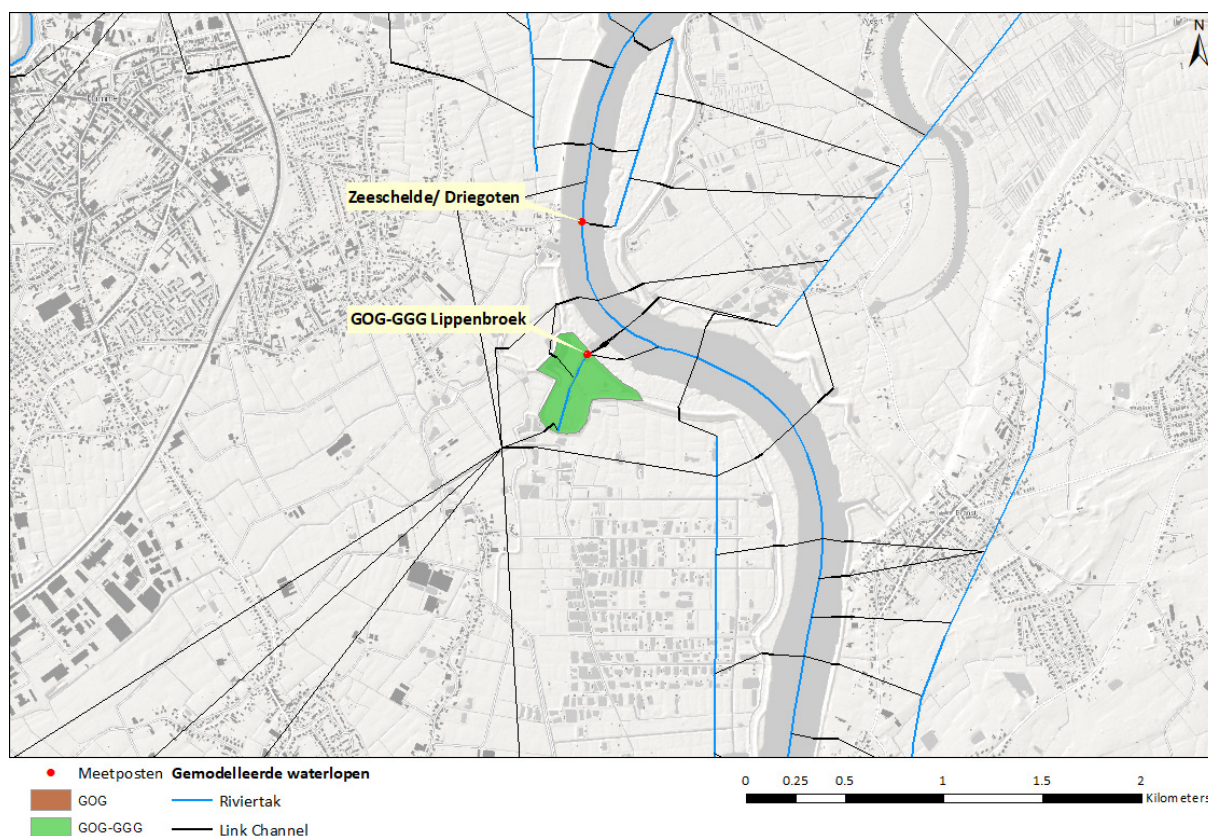 N
Zeeschelde/ Driegoten
GOG-GGG Lippenbroek
Meetposten Gemodelleerde waterlopen
GOG
Riviertak
GOG-GGG
Link Channel
0 0.25 0.5 1 1.5 2
Kilometers